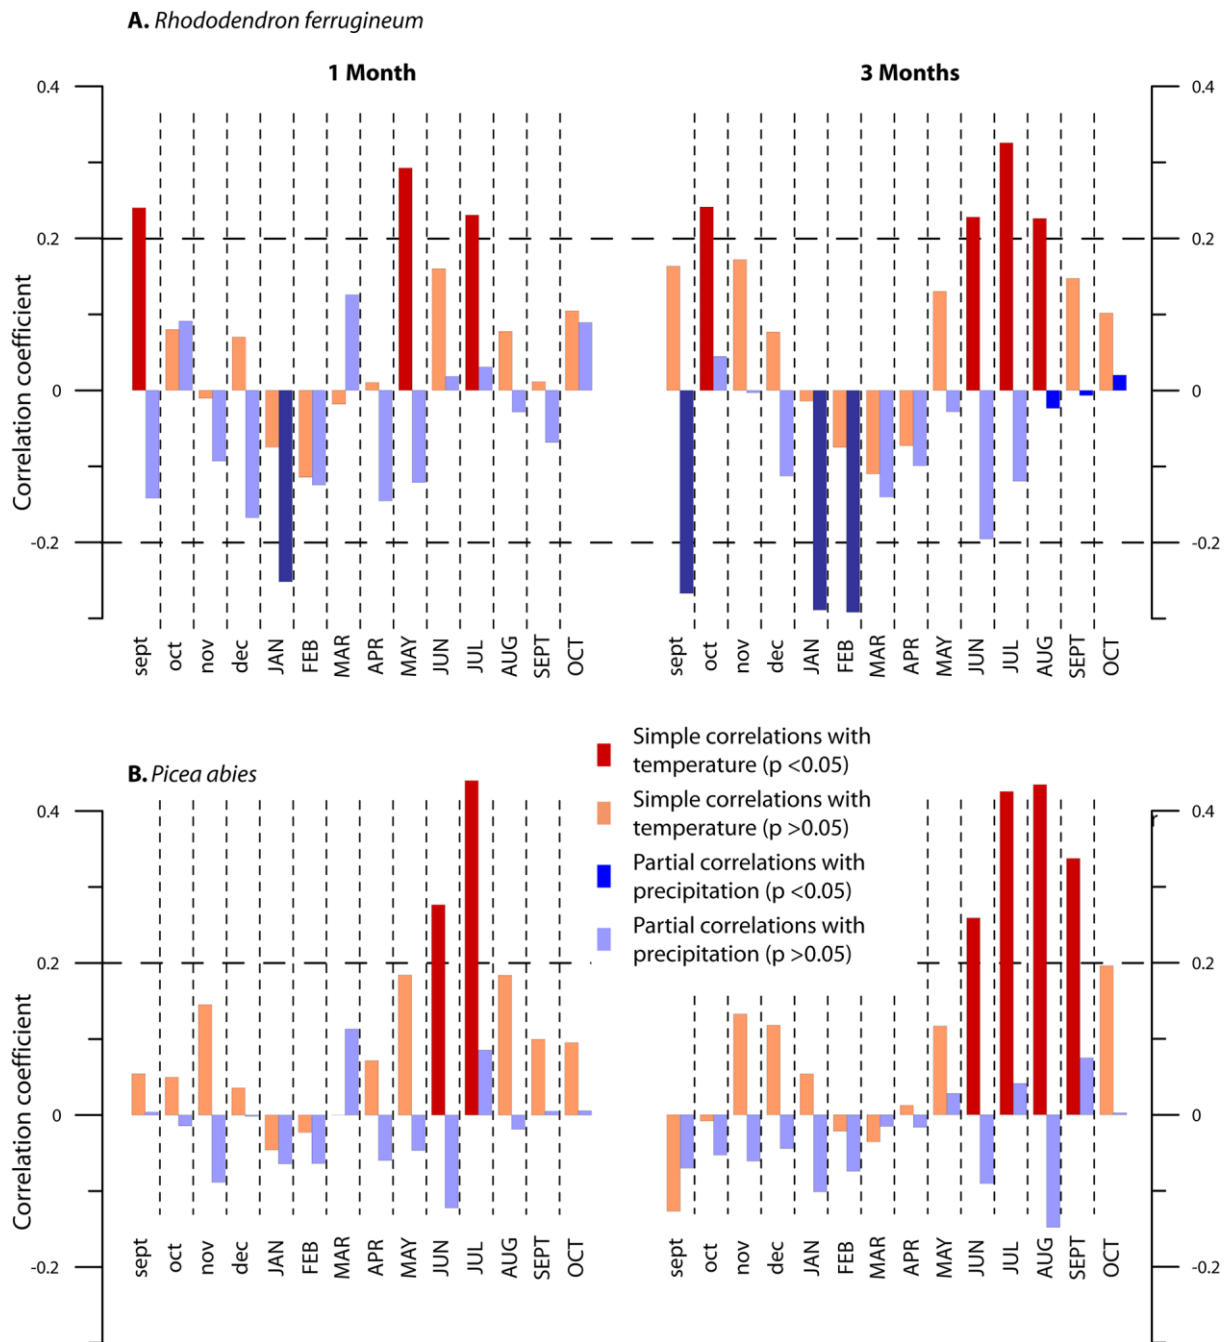 A. Rhododendron ferrugineum
1 Month
3 Months
0.4
0.2
0
-0.2
Correlation coefficient
0.4
0.2
0
-0.2
sept oct nov dec JAN FEB MAR APR MAY JUN JUL AUG SEPT OCT
sept oct nov dec JAN FEB MAR APR MAY JUN JUL AUG SEPT OCT
Simple correlations with
temperature (p <0.05)
Simple correlations with
temperature (p >0.05)
Partial correlations with
precipitation (p <0.05)
Partial correlations with
precipitation (p >0.05)
B. Picea abies
0.4
0.2
0
-0.2
Correlation coefficient
0.4
0.2
0
-0.2
sept oct nov dec JAN FEB MAR APR MAY JUN JUL AUG SEPT OCT
sept oct nov dec JAN FEB MAR APR MAY JUN JUL AUG SEPT OCT